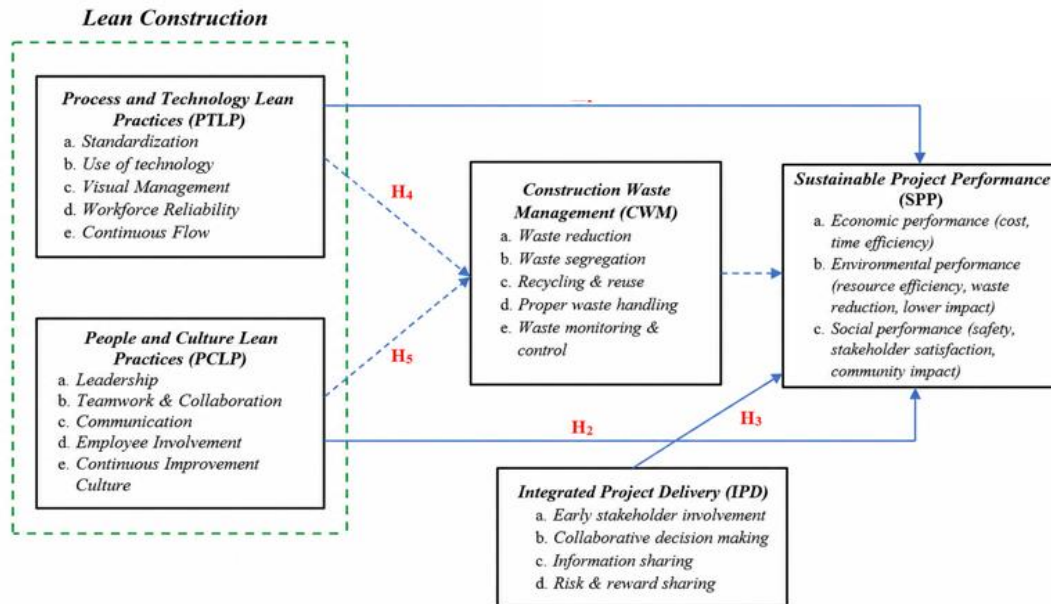 Lean Construction
Process and Technology Lean
Practices (PTLP)
a. Standardization
b. Use of technology
c. Visual Management
d. Workforce Reliability
e. Continuous Flow
H4
Construction Waste
Management (CWM)
a. Waste reduction
b. Waste segregation
c. Recycling & reuse
d. Proper waste handling
e. Waste monitoring &
control
Sustainable Project Performance
(SPP)
a. Economic performance (cost,
time efficiency)
b. Environmental performance
(resource efficiency, waste
reduction, lower impact)
c. Social performance (safety,
stakeholder satisfaction,
community impact)
People and Culture Lean
Practices (PCLP)
a. Leadership
b. Teamwork & Collaboration
c. Communication
d. Employee Involvement
e. Continuous Improvement
Culture
H5
H2
H3
Integrated Project Delivery (IPD)
a. Early stakeholder involvement
b. Collaborative decision making
c. Information sharing
d. Risk & reward sharing